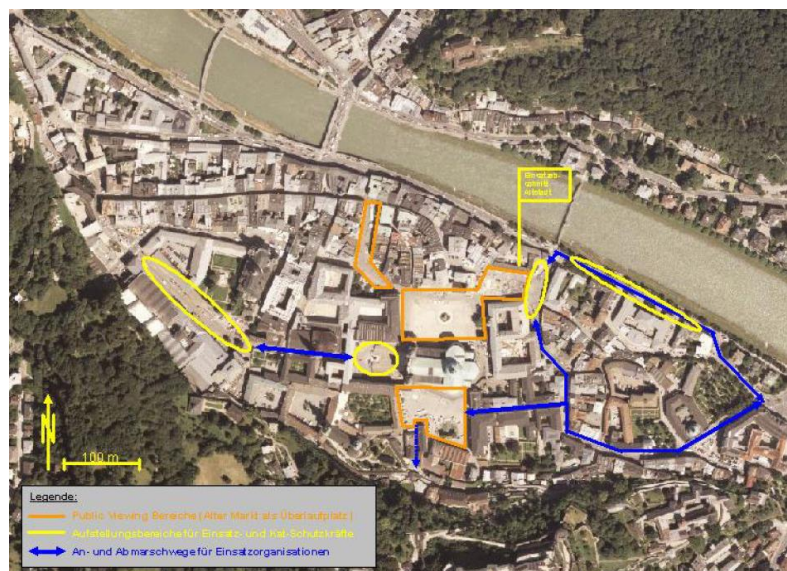 N
100 m
Legende:
Public Viewing Bereiche (Alter Markt als Überlaufplatz)
Aufstellungsbereiche für Einsatz- und Kat-Schutzkräfte
An- und Abmarschwege für Einsatzorganisationen